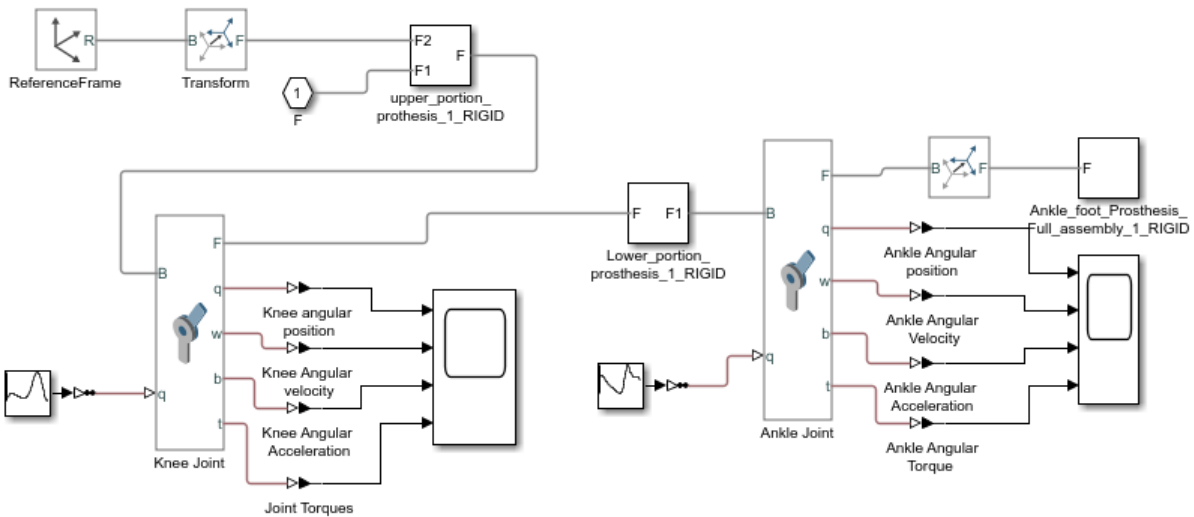 R
B
F
F2
F1
F
ReferenceFrame
Transform
1
F
upper_portion_
prothesis_1_RIGID
F
B
q
w
b
t
q
Knee Joint
Knee angular
position
Knee Angular
velocity
Knee Angular
Acceleration
Joint Torques
F
F1
Lower_portion_
prosthesis_1_RIGID
B
F
q
w
b
t
q
Ankle Joint
B
F
F
Ankle_foot_Prosthesis_
Full_assembly_1_RIGID
Ankle Angular
position
Ankle Angular
Velocity
Ankle Angular
Acceleration
Ankle Angular
Torque